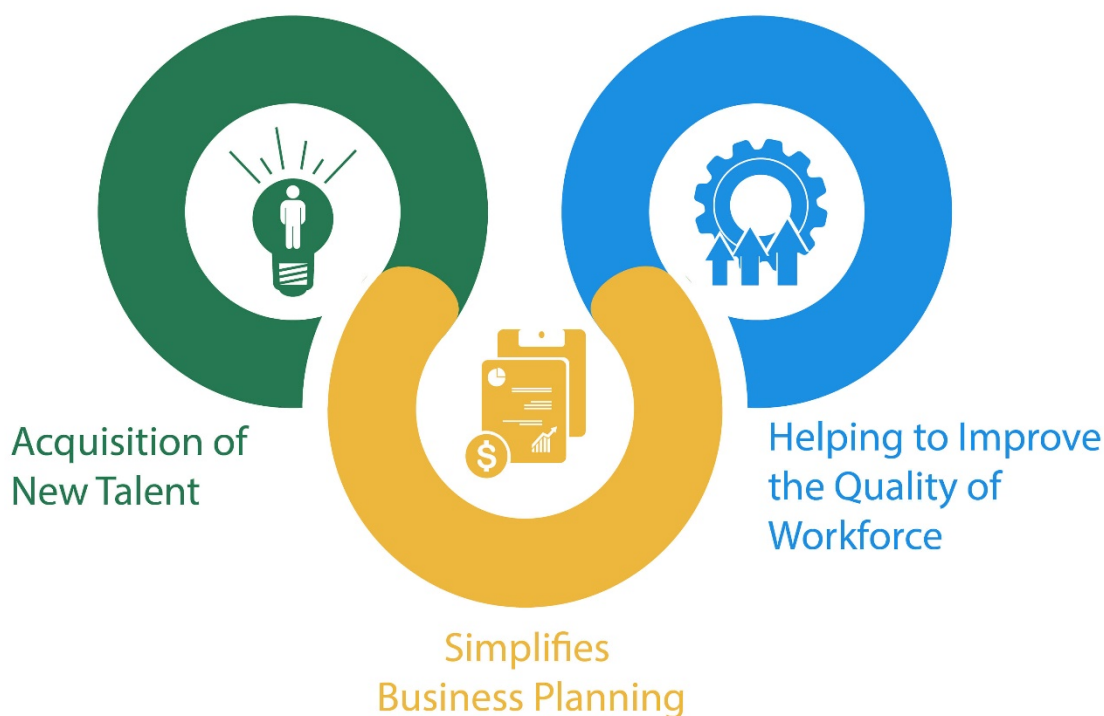 Acquisition of
New Talent
$
Simplifies
Business Planning
Helping to Improve
the Quality of
Workforce